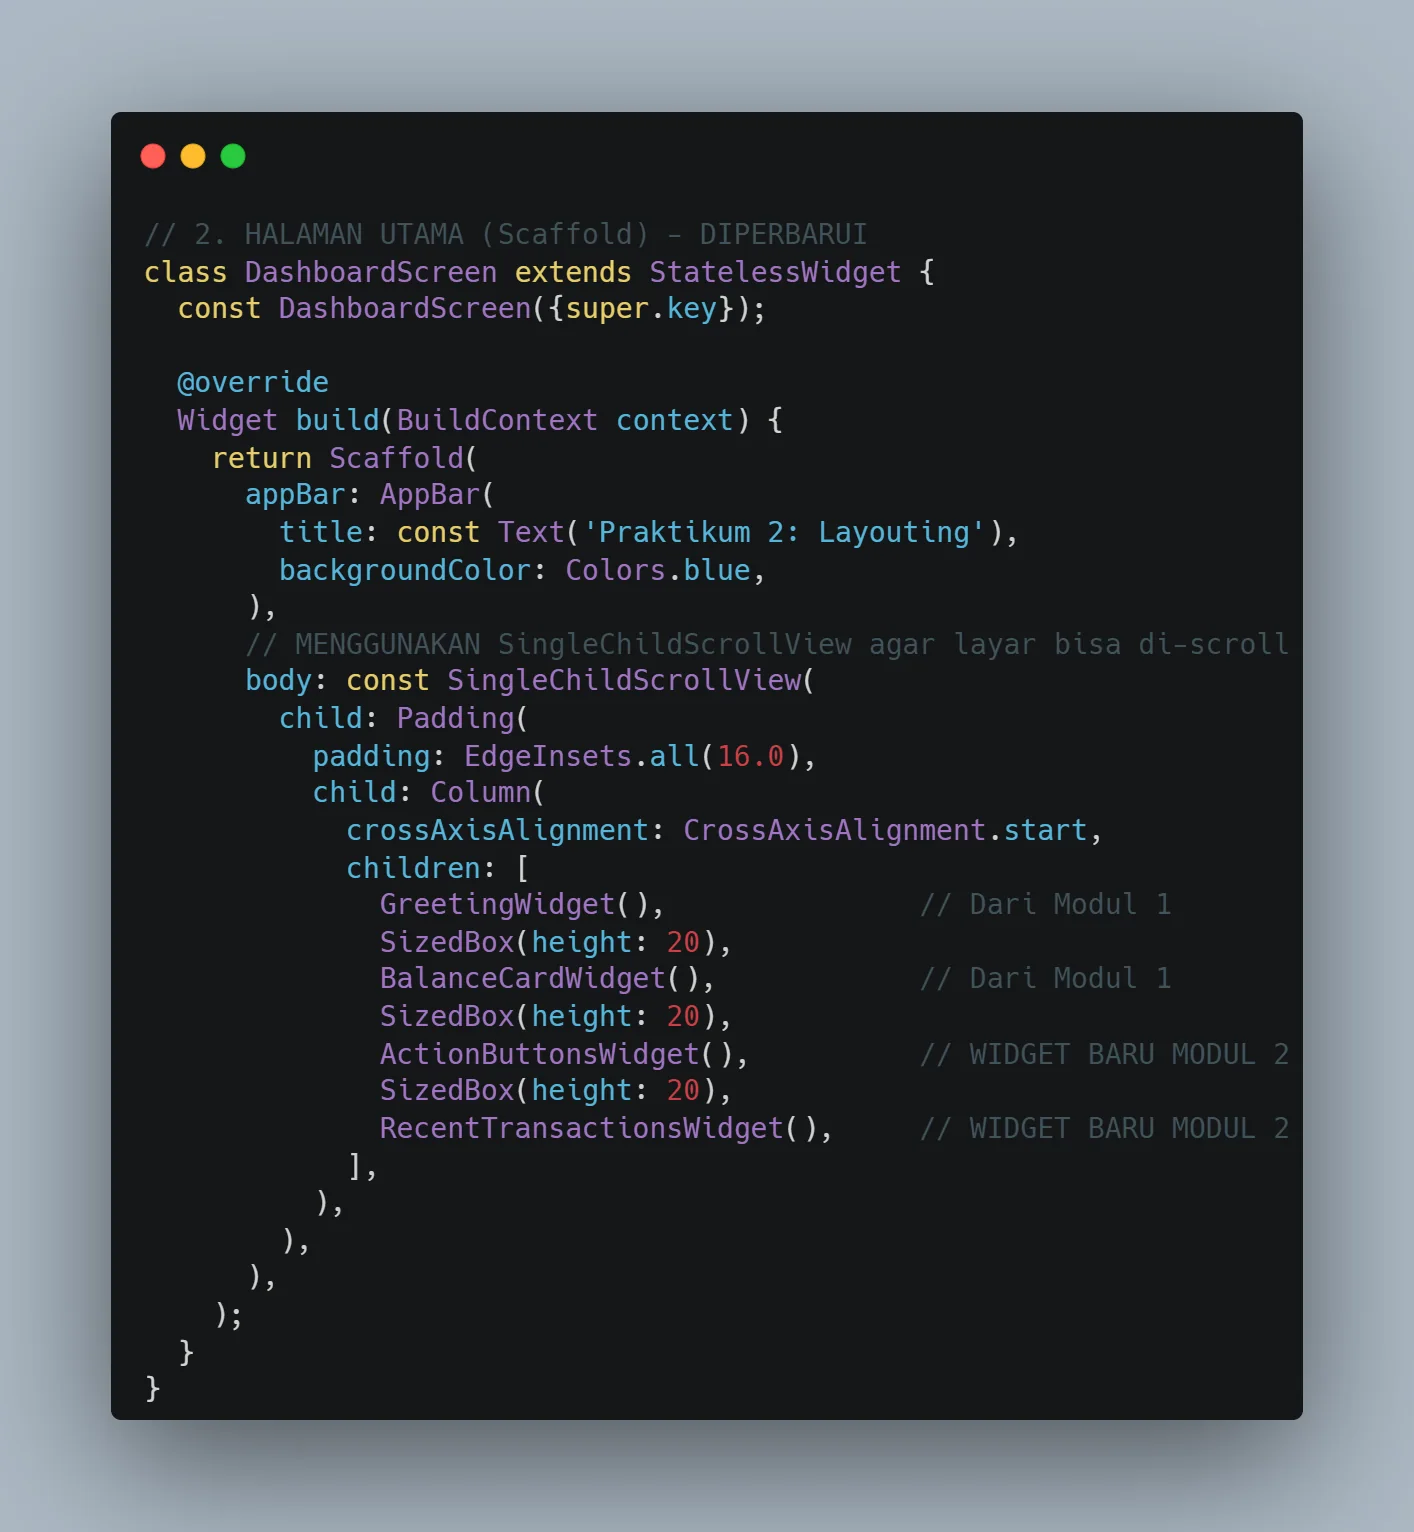 // 2. HALAMAN UTAMA (Scaffold) - DIPERBARUI
class DashboardScreen extends StatelessWidget {
  const DashboardScreen({super.key});

  @override
  Widget build(BuildContext context) {
    return Scaffold(
      appBar: AppBar(
        title: const Text('Praktikum 2: Layouting'),
        backgroundColor: Colors.blue,
      ),
      // MENGGUNAKAN SingleChildScrollView agar layar bisa di-scroll
      body: const SingleChildScrollView(
        child: Padding(
          padding: EdgeInsets.all(16.0),
          child: Column(
            crossAxisAlignment: CrossAxisAlignment.start,
            children: [
              GreetingWidget(),               // Dari Modul 1
              SizedBox(height: 20),
              BalanceCardWidget(),            // Dari Modul 1
              SizedBox(height: 20),
              ActionButtonsWidget(),          // WIDGET BARU MODUL 2
              SizedBox(height: 20),
              RecentTransactionsWidget(),     // WIDGET BARU MODUL 2
            ],
          ),
        ),
      ),
    );
  }
}